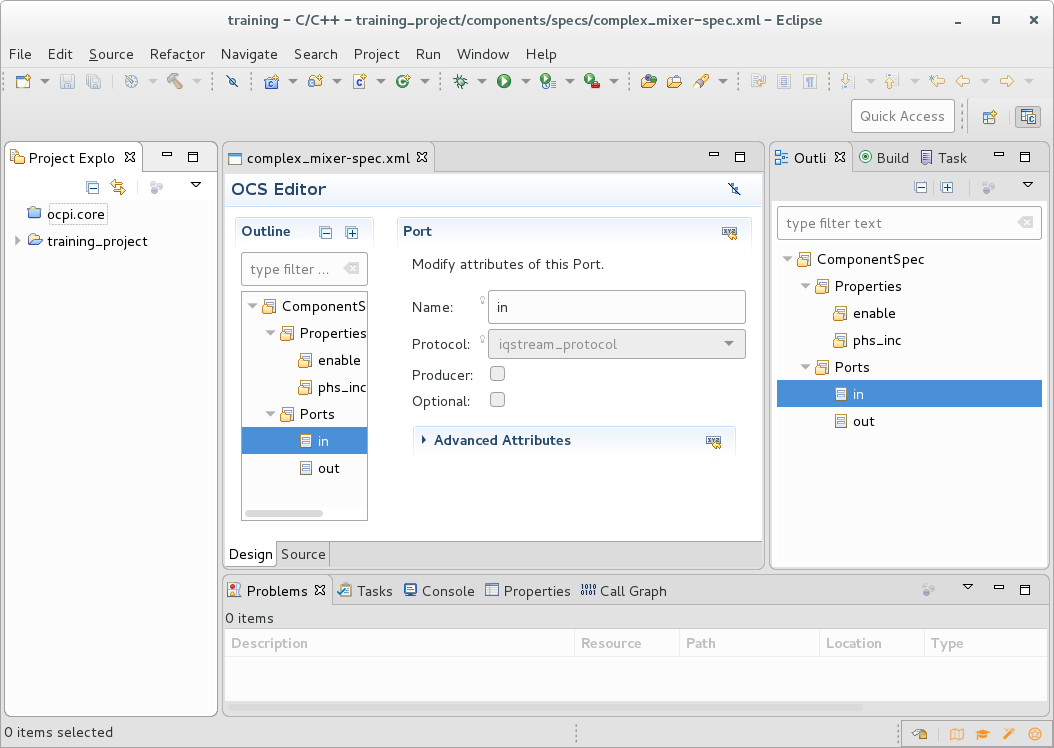 training – C/C++ – training_project/components/specs/complex_mixer-spec.xml – Eclipse
File Edit Source Refactor Navigate Search Project Run Window Help
Quick Access
Project Explo
ocpi.core
training_project
complex_mixer-spec.xml
OCS Editor
Outline
type filter ...
ComponentS
Properties
enable
phs_inc
Ports
in
out
Port
Modify attributes of this Port.
Name: in
Protocol: iqstream_protocol
Producer:
Optional:
Advanced Attributes
Design Source
Outli Build Task
type filter text
ComponentSpec
Properties
enable
phs_inc
Ports
in
out
Problems Tasks Console Properties Call Graph
0 items
Description Resource Path Location Type
0 items selected